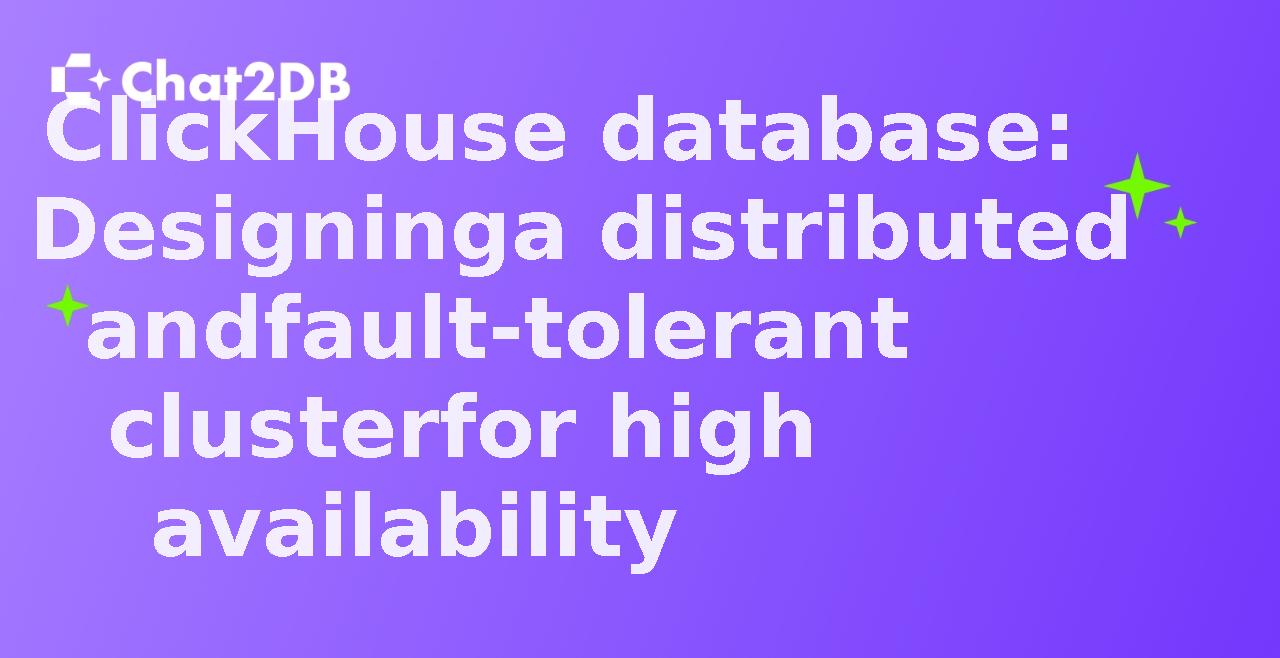 Chat2DB
ClickHouse database:
Designinga distributed
andfault-tolerant
clusterfor high
availability